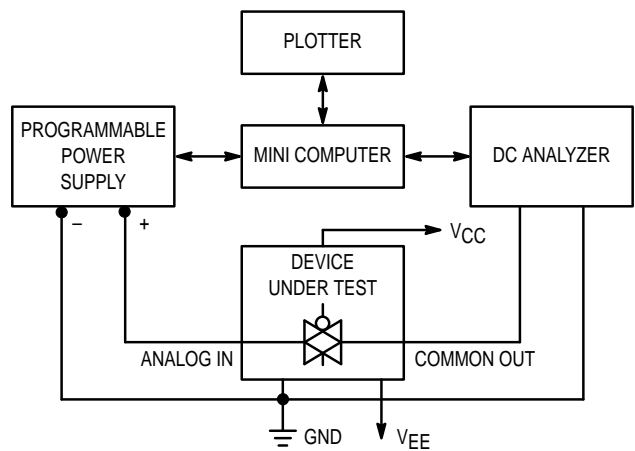 PLOTTER
PROGRAMMABLE
POWER
SUPPLY
MINI COMPUTER
DC ANALYZER
– +
VCC
DEVICE
UNDER TEST
ANALOG IN
COMMON OUT
GND
VEE